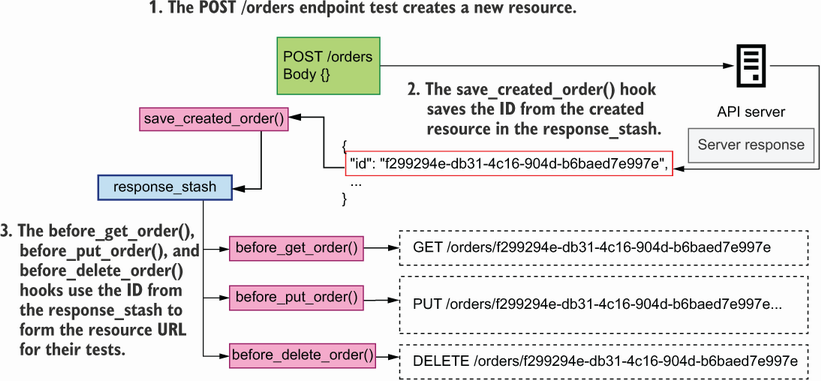 1. The POST /orders endpoint test creates a new resource.
POST /orders
Body {}
API server
2. The save_created_order() hook
saves the ID from the created
resource in the response_stash.
save_created_order()
Server response
{
"id": "f299294e-db31-4c16-904d-b6baed7e997e",
...
}
response_stash
3. The before_get_order(),
before_put_order(), and
before_delete_order()
hooks use the ID from
the response_stash to
form the resource URL
for their tests.
before_get_order()
GET /orders/f299294e-db31-4c16-904d-b6baed7e997e
before_put_order()
PUT /orders/f299294e-db31-4c16-904d-b6baed7e997e...
before_delete_order()
DELETE /orders/f299294e-db31-4c16-904d-b6baed7e997e